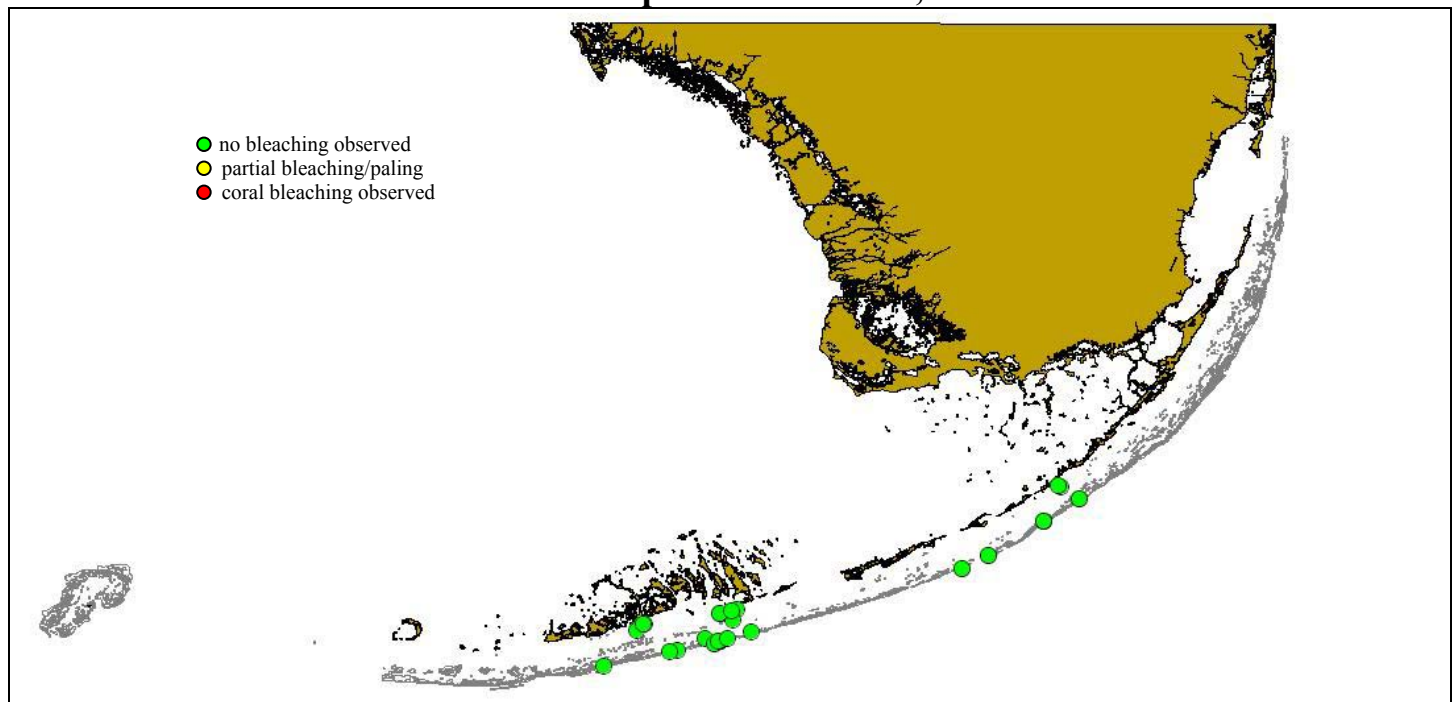 no bleaching observed
partial bleaching/paling
coral bleaching observed